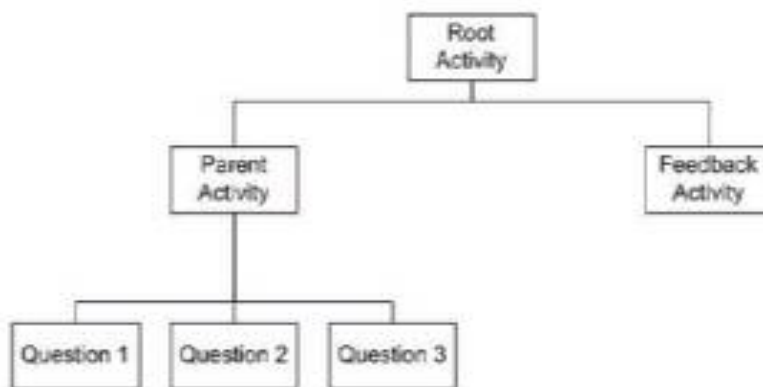 Root
Activity
Parent
Activity
Feedback
Activity
Question 1
Question 2
Question 3